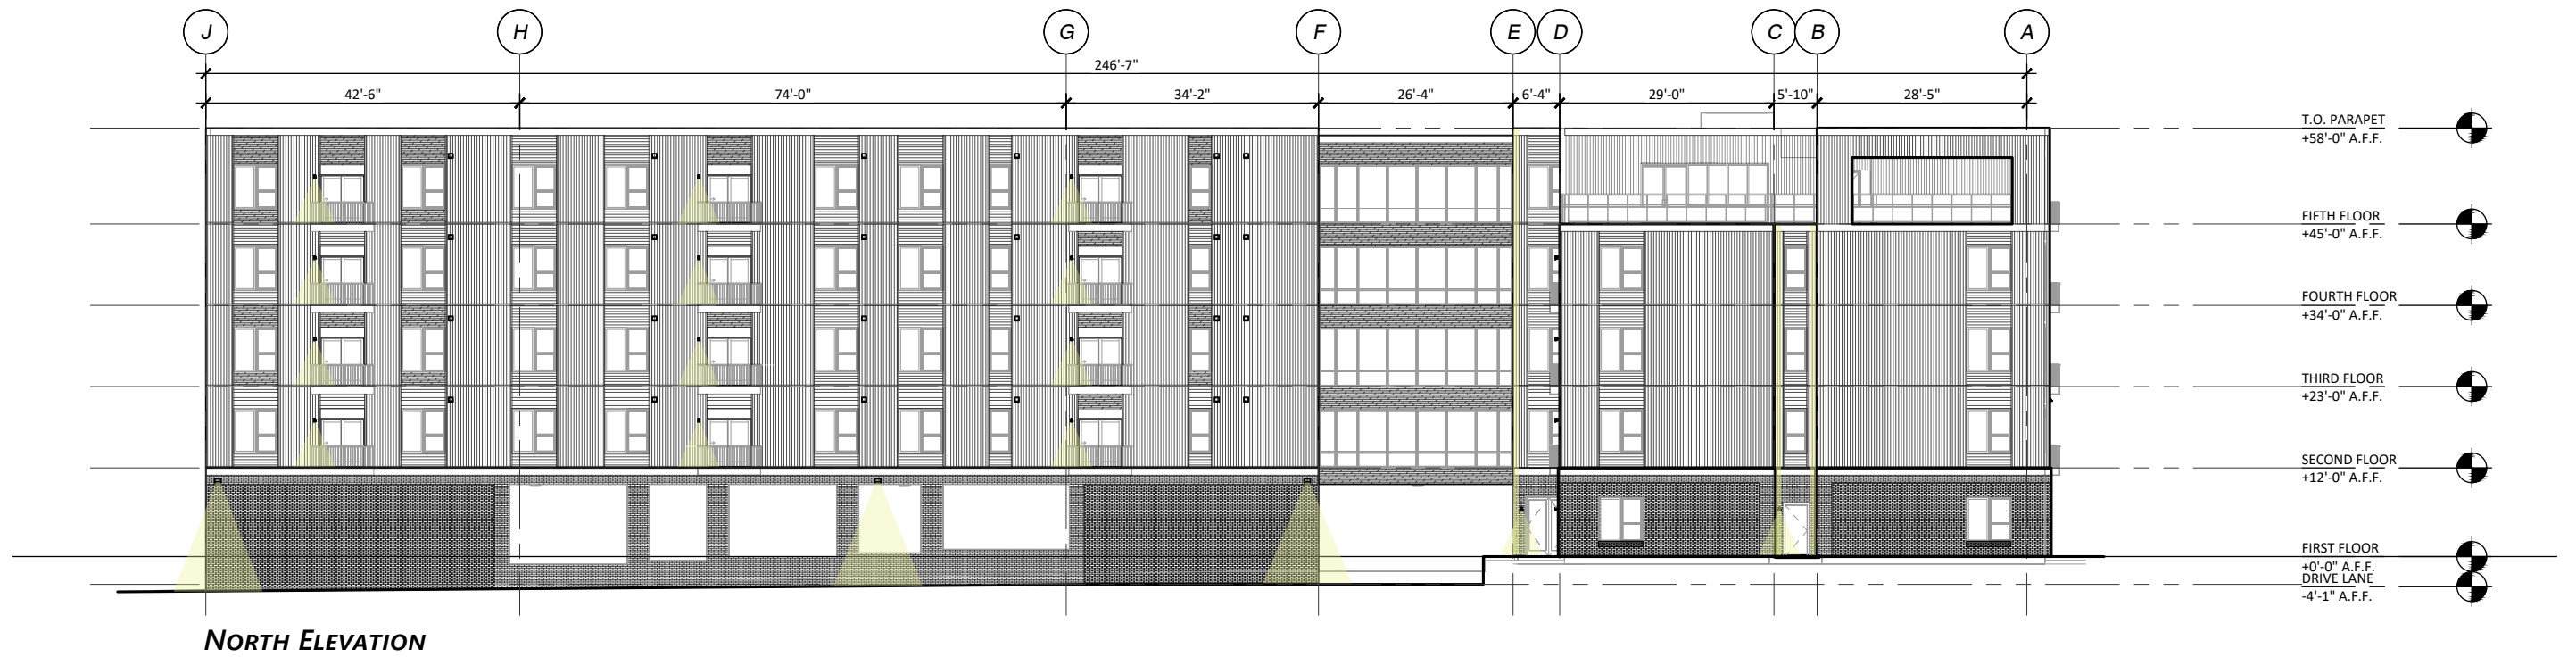 J H G F E D C B A
246'-7"
42'-6" 74'-0" 34'-2" 26'-4" 6'-4" 29'-0" 5'-10" 28'-5"
T.O. PARAPET
+58'-0" A.F.F.
FIFTH FLOOR
+45'-0" A.F.F.
FOURTH FLOOR
+34'-0" A.F.F.
THIRD FLOOR
+23'-0" A.F.F.
SECOND FLOOR
+12'-0" A.F.F.
FIRST FLOOR
+0'-0" A.F.F.
DRIVE LANE
-4'-1" A.F.F.
NORTH ELEVATION